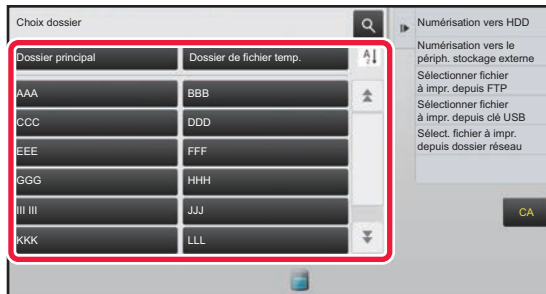 Choix dossier
Dossier principal
Dossier de fichier temp.
AAA
BBB
CCC
DDD
EEE
FFF
GGG
HHH
III III
JJJ
KKK
LLL
Numérisation vers HDD
Numérisation vers le
périph. stockage externe
Sélectionner fichier
à impr. depuis FTP
Sélectionner fichier
à impr. depuis clé USB
Sélect. fichier à impr.
depuis dossier réseau
CA